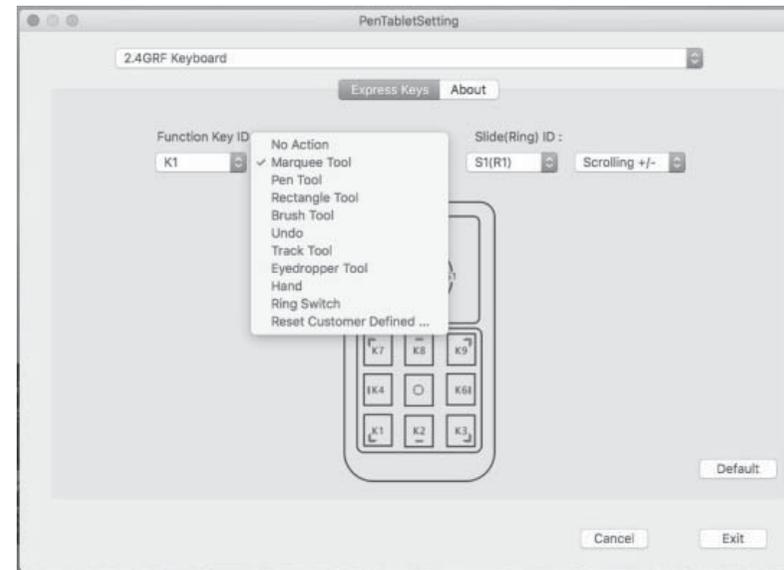 PenTabletSetting
2.4GRF Keyboard
Express Keys About
Function Key ID
Slide(Ring) ID :
K1
S1(R1)
Scrolling +/-
No Action
✓ Marquee Tool
Pen Tool
Rectangle Tool
Brush Tool
Undo
Track Tool
Eyedropper Tool
Hand
Ring Switch
Reset Customer Defined ...
K7 K8 K9
K4 K6
K1 K2 K3
Default
Cancel Exit